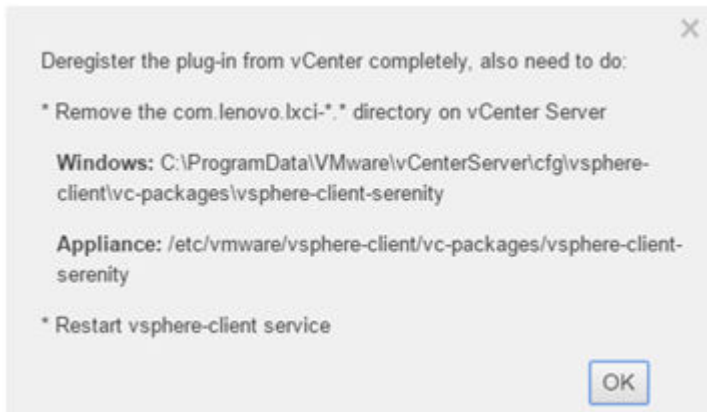 Deregister the plug-in from vCenter completely, also need to do:
* Remove the com.lenovo.lxci-*.* directory on vCenter Server
Windows: C:\ProgramData\VMware\vCenterServer\cfg\vsphere-
client\vc-packages\vsphere-client-serenity
Appliance: /etc/vmware/vsphere-client/vc-packages/vsphere-client-
serenity
* Restart vsphere-client service
OK